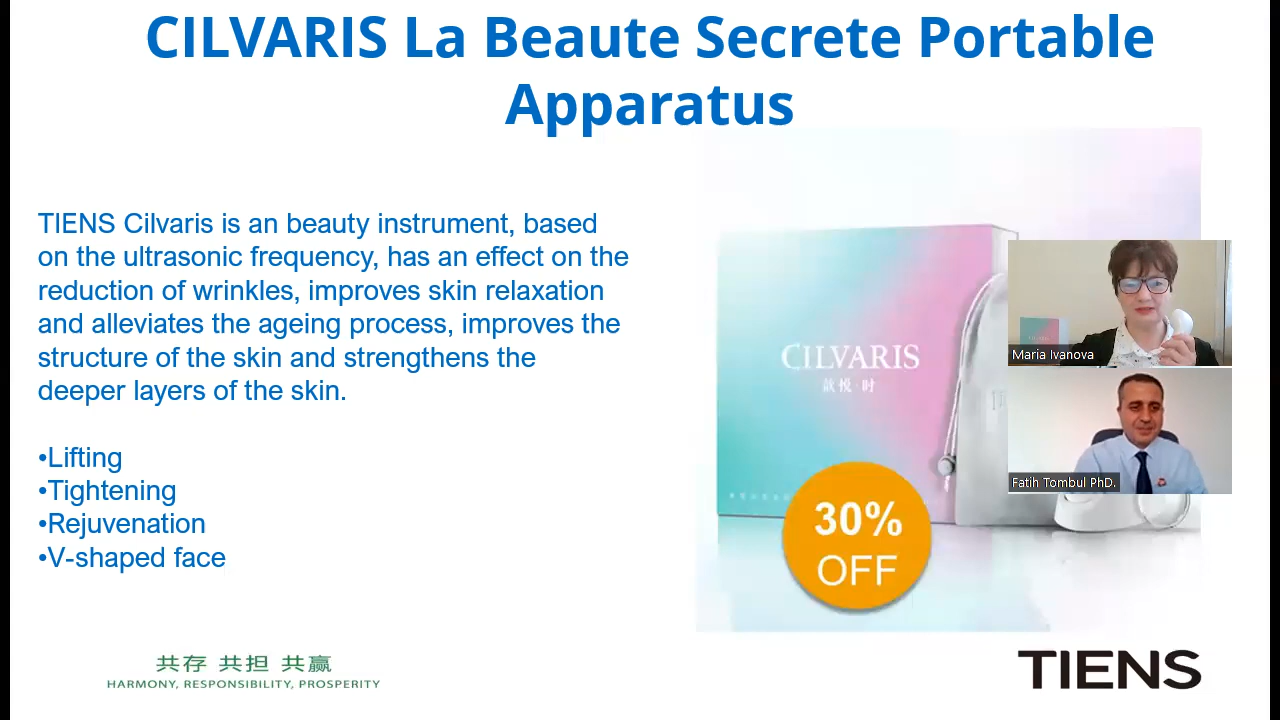 CILVARIS La Beaute Secrete Portable
Apparatus
TIENS Cilvaris is an beauty instrument, based
on the ultrasonic frequency, has an effect on the
reduction of wrinkles, improves skin relaxation
and alleviates the ageing process, improves the
structure of the skin and strengthens the
deeper layers of the skin.
•Lifting
•Tightening
•Rejuvenation
•V-shaped face
CILVARIS
悦·时
30%
OFF
Maria Ivanova
Fatih Tombul PhD.
共存 共担 共赢
HARMONY, RESPONSIBILITY, PROSPERITY
TIENS